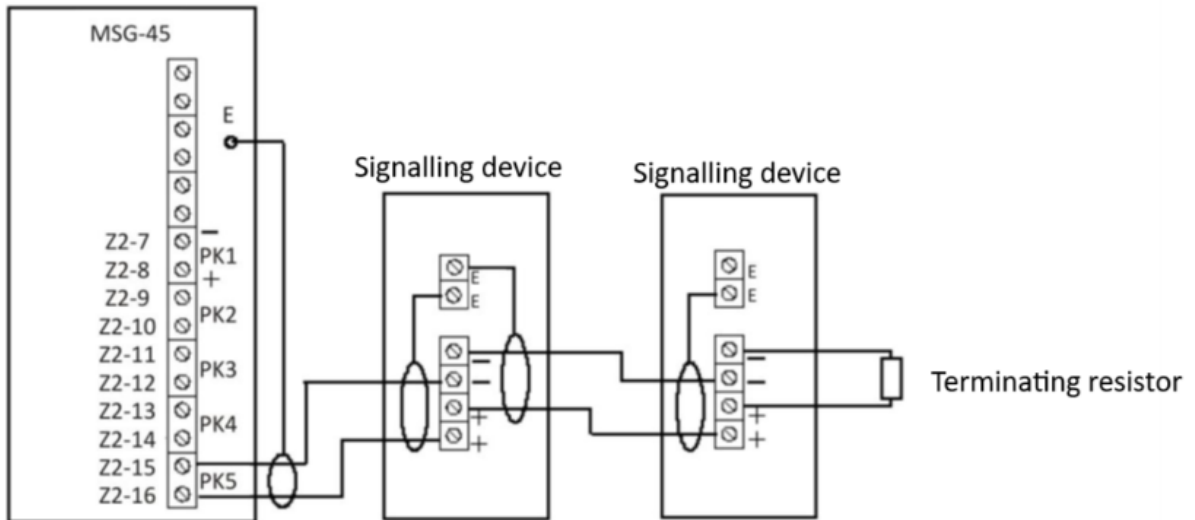 MSG-45
E
Signalling device
Signalling device
Z2-7
−
PK1
Z2-8
+
Z2-9
PK2
Z2-10
Z2-11
PK3
Z2-12
Z2-13
PK4
Z2-14
Z2-15
PK5
Z2-16
E
E
−
−
+
+
E
E
−
−
+
+
Terminating resistor